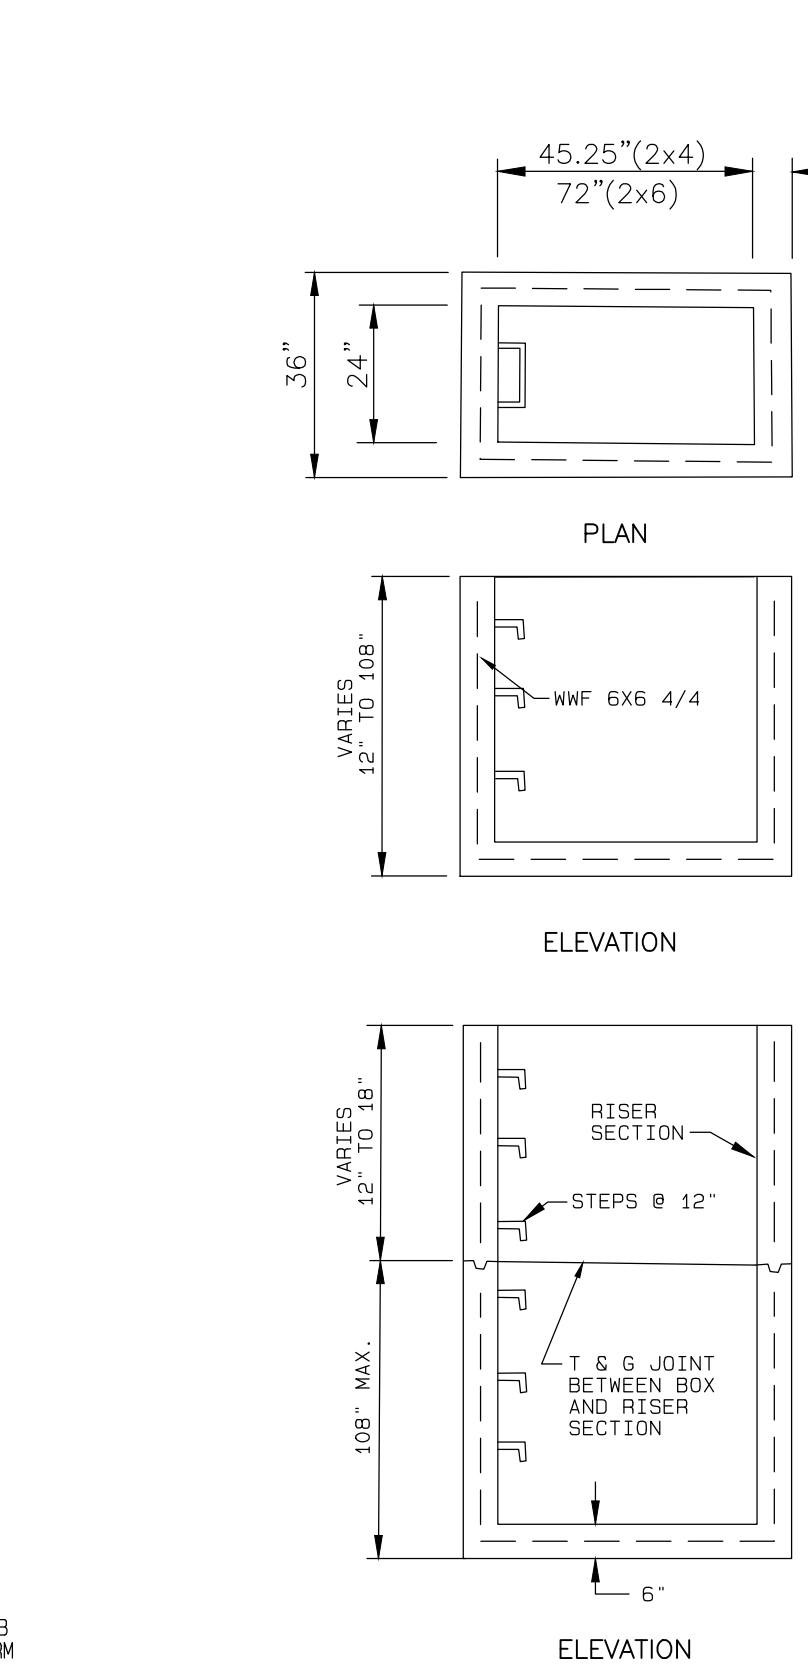 45.25”(2x4)
72”(2x6)
36”
24”
PLAN
VARIES
12" TO 108"
WWF 6X6 4/4
ELEVATION
VARIES
12" TO 18"
RISER
SECTION
STEPS @ 12"
108" MAX.
T & G JOINT
BETWEEN BOX
AND RISER
SECTION
6"
ELEVATION